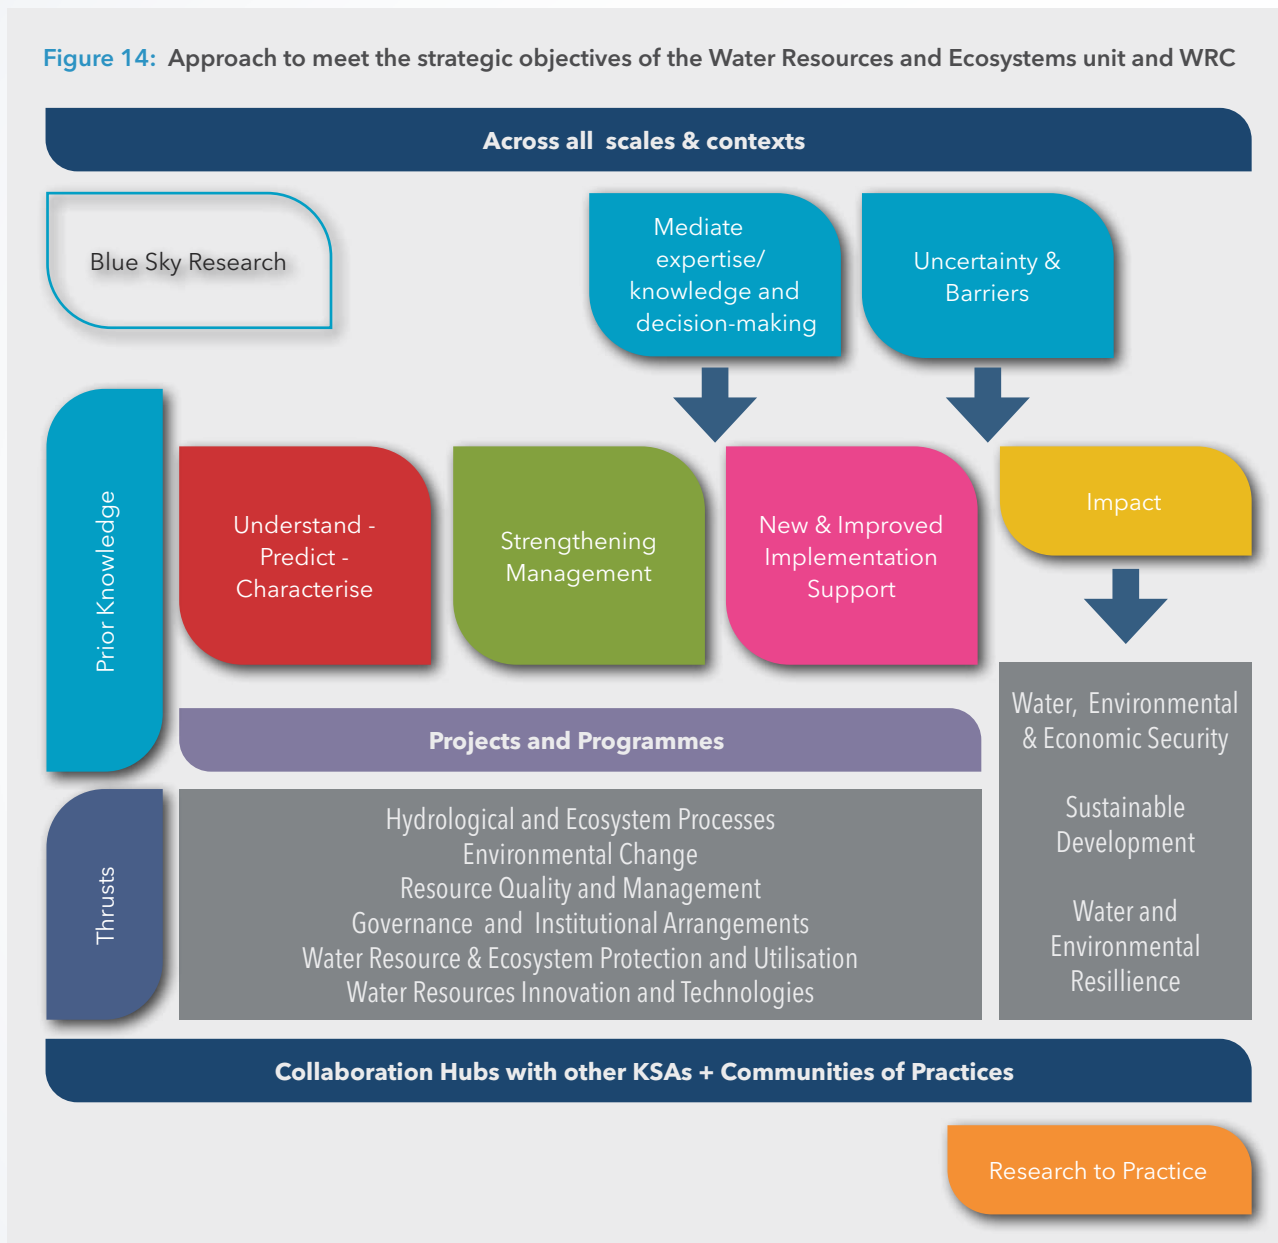 Figure 14: Approach to meet the strategic objectives of the Water Resources and Ecosystems unit and WRC
Across all scales & contexts
Blue Sky Research
Mediate
expertise/
knowledge and
decision-making
Uncertainty &
Barriers
Prior Knowledge
Understand -
Predict -
Characterise
Strengthening
Management
New & Improved
Implementation
Support
Impact
Water, Environmental
& Economic Security
Sustainable
Development
Water and
Environmental
Resillience
Projects and Programmes
Thrusts
Hydrological and Ecosystem Processes
Environmental Change
Resource Quality and Management
Governance and Institutional Arrangements
Water Resource & Ecosystem Protection and Utilisation
Water Resources Innovation and Technologies
Collaboration Hubs with other KSAs + Communities of Practices
Research to Practice